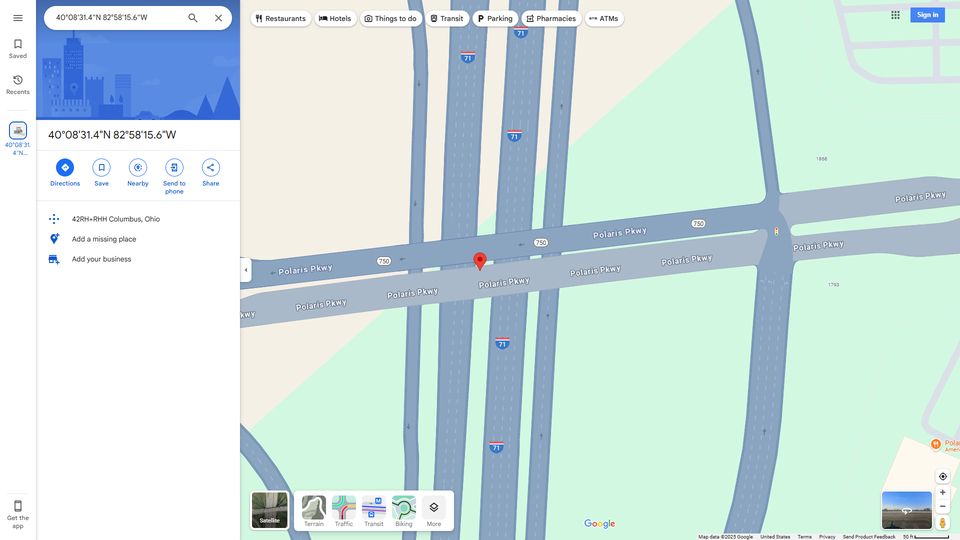 40°08'31.4"N 82°58'15.6"W
Restaurants
Hotels
Things to do
Transit
Parking
Pharmacies
ATMs
Sign in
Saved
Recents
40°08'31.
4"N...
40°08'31.4"N 82°58'15.6"W
Directions
Save
Nearby
Send to
phone
Share
42RH+RHH Columbus, Ohio
Add a missing place
Add your business
Get the
app
71
71
71
71
71
1868
Polaris Pkwy
Polaris Pkwy
750
Polaris Pkwy
750
750
Polaris Pkwy
Polaris Pkwy
Polaris Pkwy
Polaris Pkwy
Polaris Pkwy
Polaris Pkwy
kwy
1793
Pola
Amer
Satellite
Terrain
Traffic
Transit
Biking
More
Google
Map data ©2025 Google
United States
Terms
Privacy
Send Product Feedback
50 ft